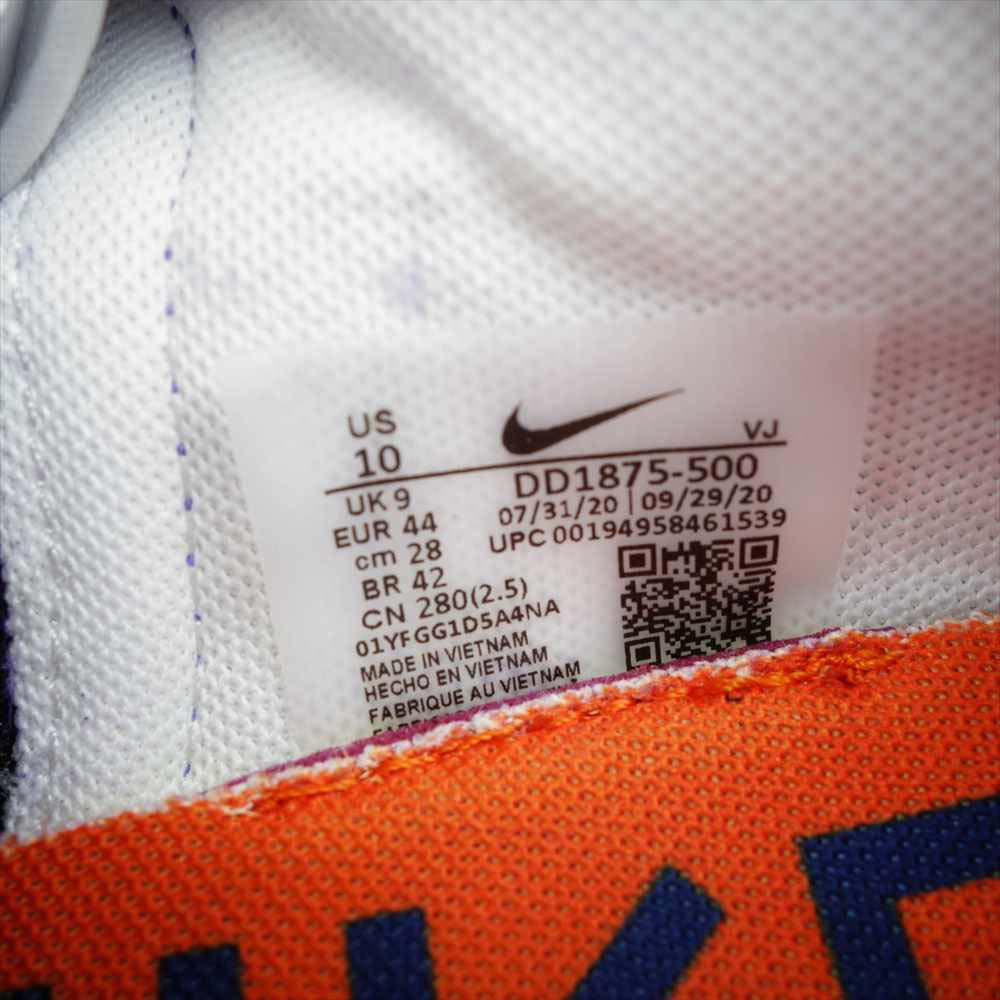 US
10
VJ
UK 9
EUR 44
cm 28
BR 42
CN 280(2.5)
01YFGG1D5A4NA
MADE IN VIETNAM
HECHO EN VIETNAM
FABRIQUE AU VIETNAM
DD1875-500
07/31/20 | 09/29/20
UPC 00194958461539